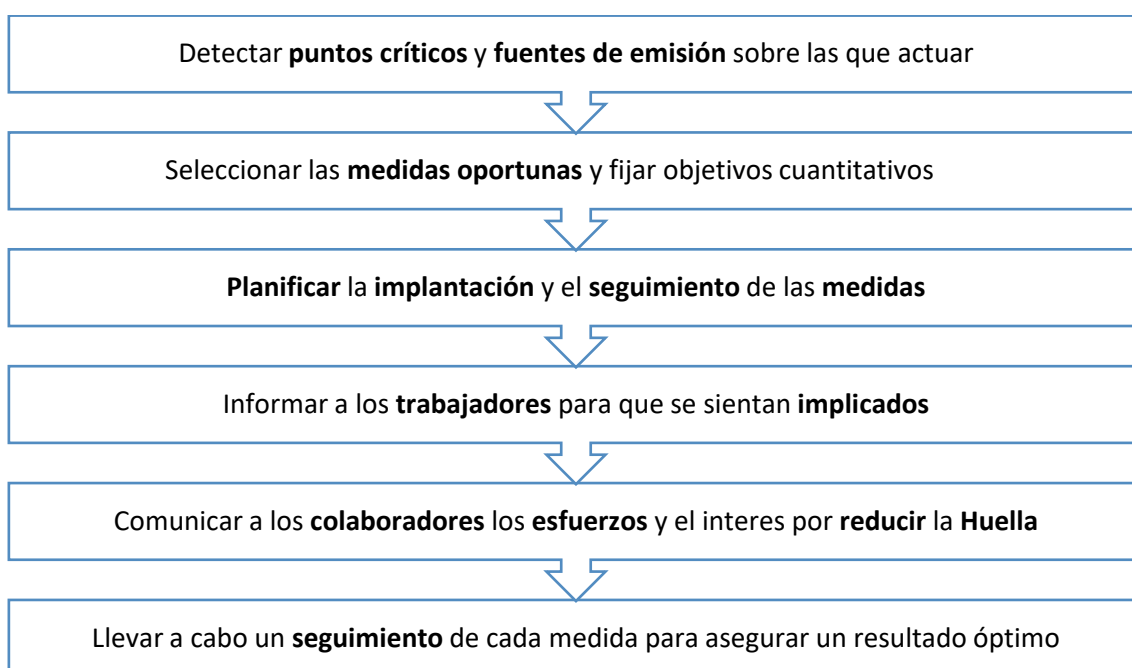 Detectar puntos críticos y fuentes de emisión sobre las que actuar
Seleccionar las medidas oportunas y fijar objetivos cuantitativos
Planificar la implantación y el seguimiento de las medidas
Informar a los trabajadores para que se sientan implicados
Comunicar a los colaboradores los esfuerzos y el interes por reducir la Huella
Llevar a cabo un seguimiento de cada medida para asegurar un resultado óptimo